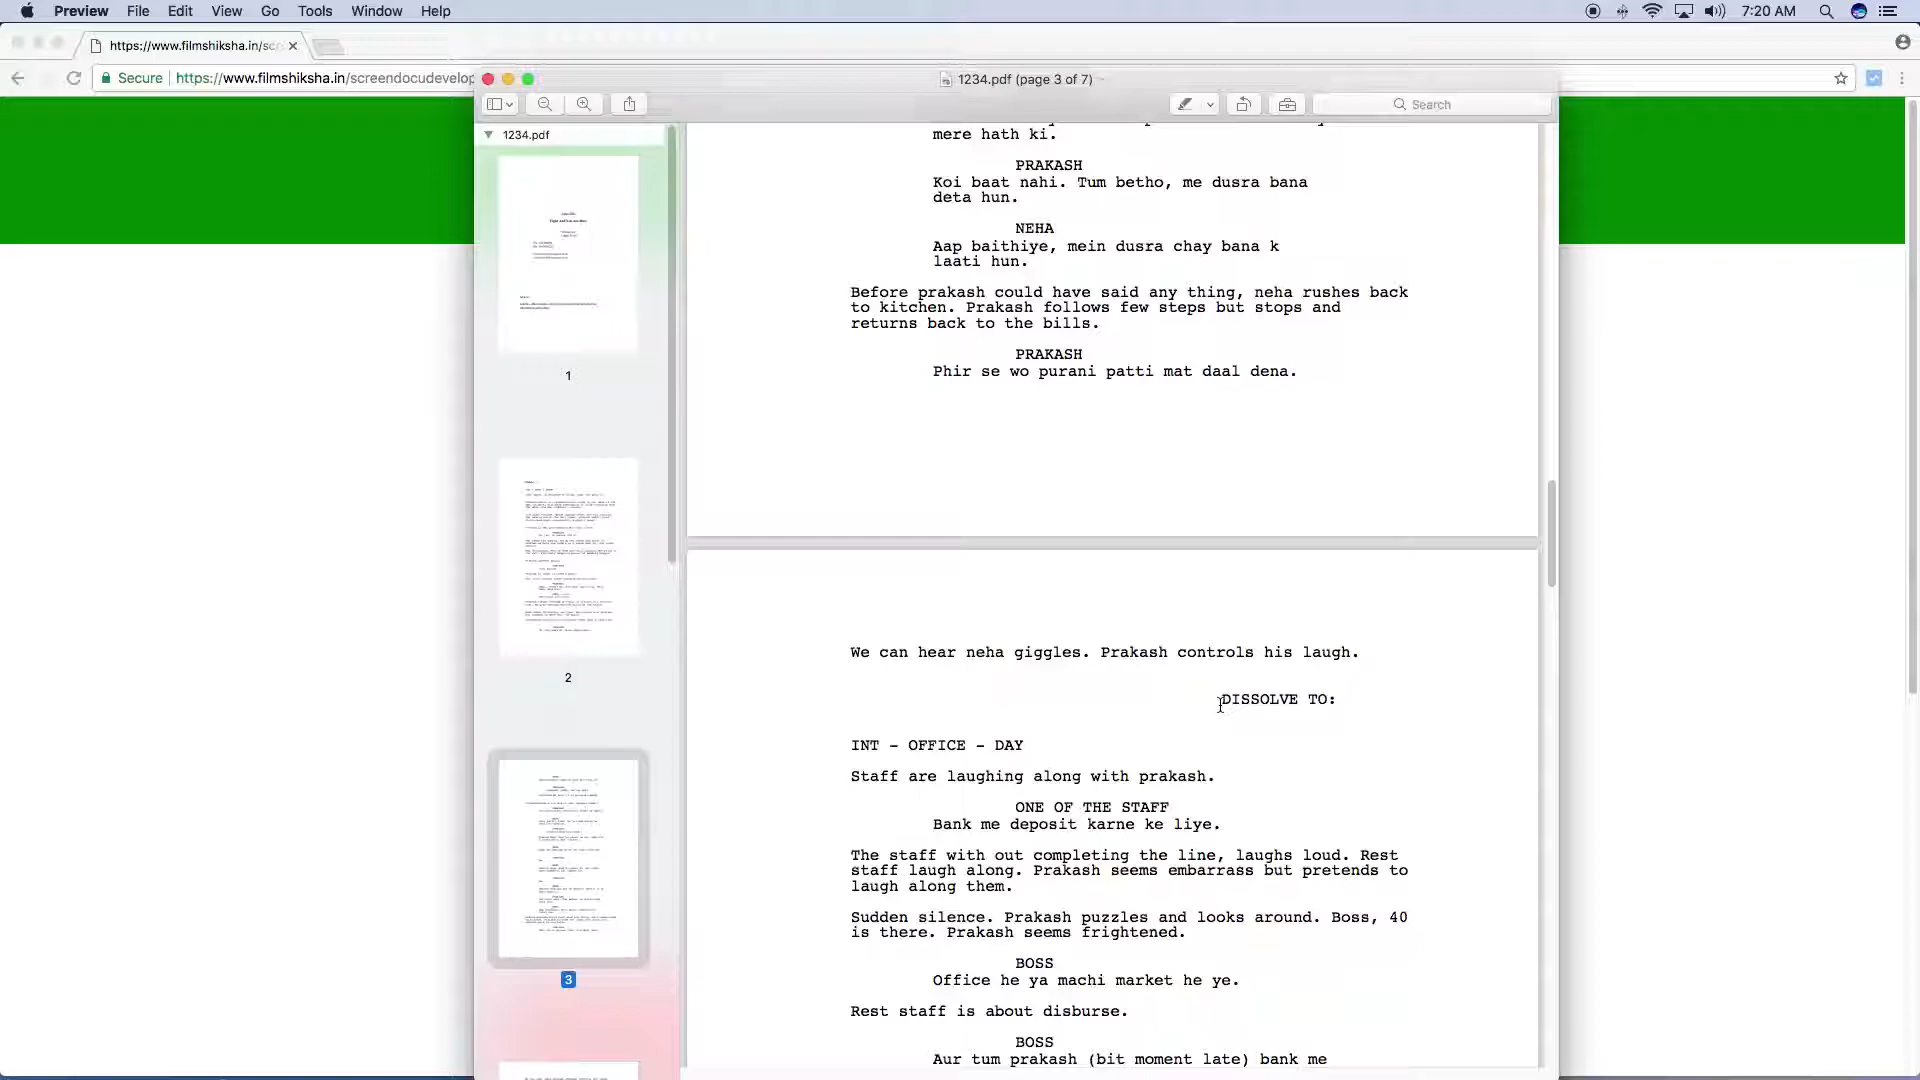 Preview File Edit View Go Tools Window Help 7:20 AM
https://www.filmshiksha.in/sc
Secure https://www.filmshiksha.in/screendocudevelop
1234.pdf (page 3 of 7)
Search
1234.pdf
1
2
3
mere hath ki.
PRAKASH
Koi baat nahi. Tum betho, me dusra bana
deta hun.
NEHA
Aap baithiye, mein dusra chay bana k
laati hun.
Before prakash could have said any thing, neha rushes back
to kitchen. Prakash follows few steps but stops and
returns back to the bills.
PRAKASH
Phir se wo purani patti mat daal dena.
We can hear neha giggles. Prakash controls his laugh.
DISSOLVE TO:
INT - OFFICE - DAY
Staff are laughing along with prakash.
ONE OF THE STAFF
Bank me deposit karne ke liye.
The staff with out completing the line, laughs loud. Rest
staff laugh along. Prakash seems embarrass but pretends to
laugh along them.
Sudden silence. Prakash puzzles and looks around. Boss, 40
is there. Prakash seems frightened.
BOSS
Office he ya machi market he ye.
Rest staff is about disburse.
BOSS
Aur tum prakash (bit moment late) bank me